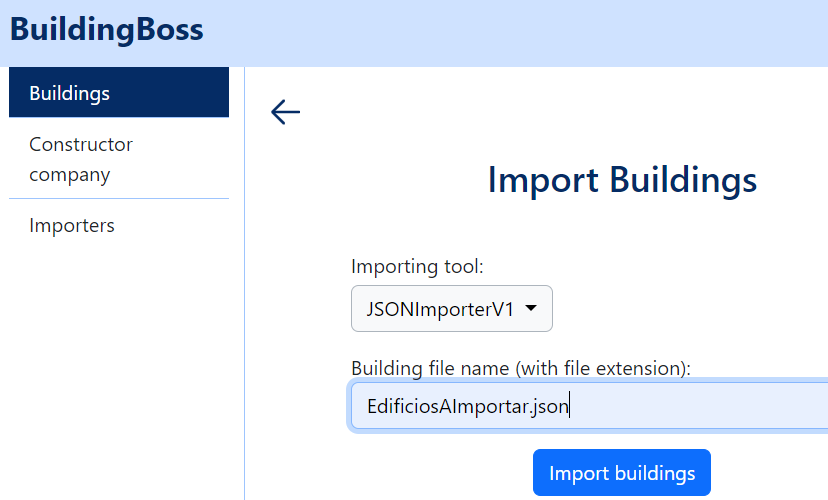 BuildingBoss
Buildings
Constructor
company
Importers
Import Buildings
Importing tool:
JSONImporterV1
Building file name (with file extension):
EdificiosAImportar.json
Import buildings